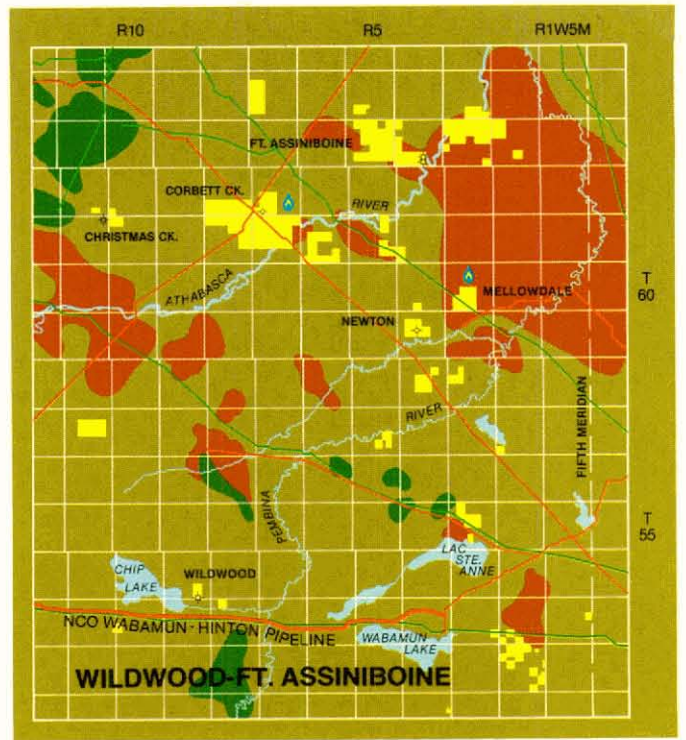 R10 R5 R1W5M
FT. ASSINIBOINE
CORBETT CK.
RIVER
CHRISTMAS CK.
ATHABASCA
MELLOWDALE
T
60
NEWTON
RIVER
FIFTH MERIDIAN
PEMBINA
T
55
LAC
STE.
ANNE
CHIP
LAKE
WILDWOOD
NCO WABAMUN-HINTON PIPELINE
WABAMUN
LAKE
WILDWOOD-FT. ASSINIBOINE